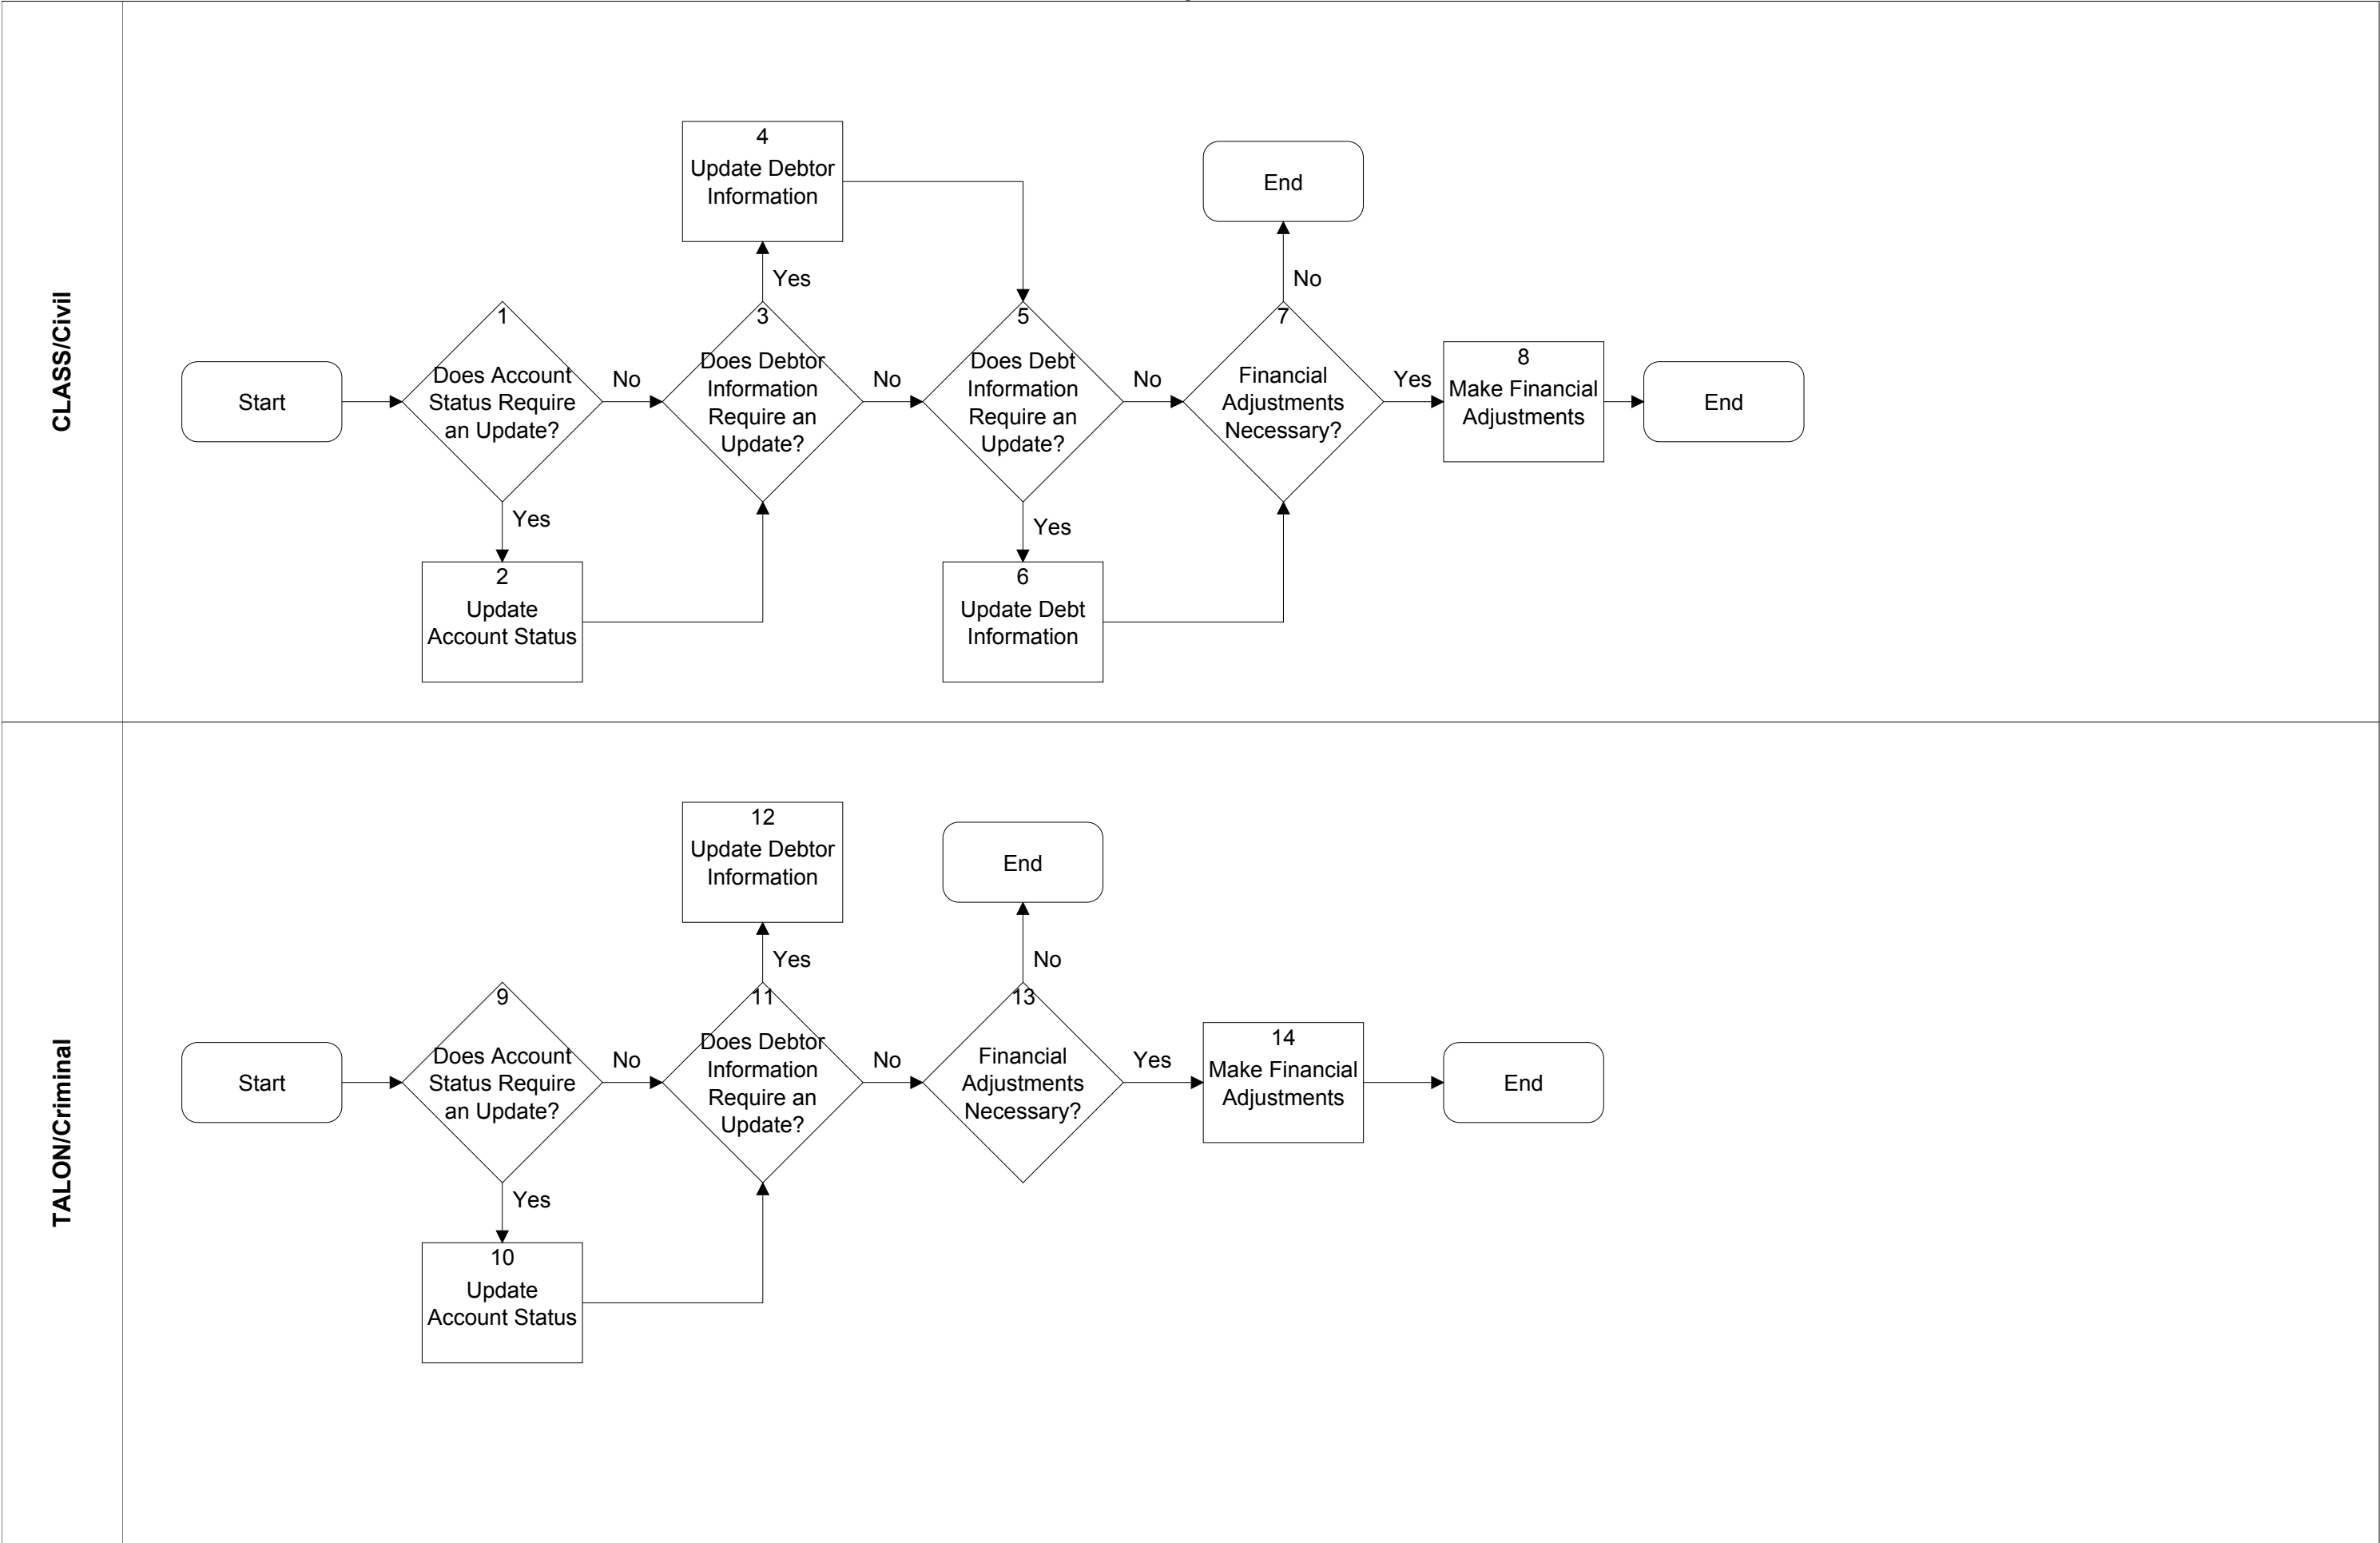 CLASS/Civil
Start
1
Does Account
Status Require
an Update?
No
Yes
2
Update
Account Status
3
Does Debtor
Information
Require an
Update?
Yes
4
Update Debtor
Information
No
5
Does Debt
Information
Require an
Update?
Yes
6
Update Debt
Information
No
7
Financial
Adjustments
Necessary?
No
End
Yes
8
Make Financial
Adjustments
End
TALON/Criminal
Start
9
Does Account
Status Require
an Update?
No
Yes
10
Update
Account Status
11
Does Debtor
Information
Require an
Update?
Yes
12
Update Debtor
Information
No
13
Financial
Adjustments
Necessary?
No
End
Yes
14
Make Financial
Adjustments
End